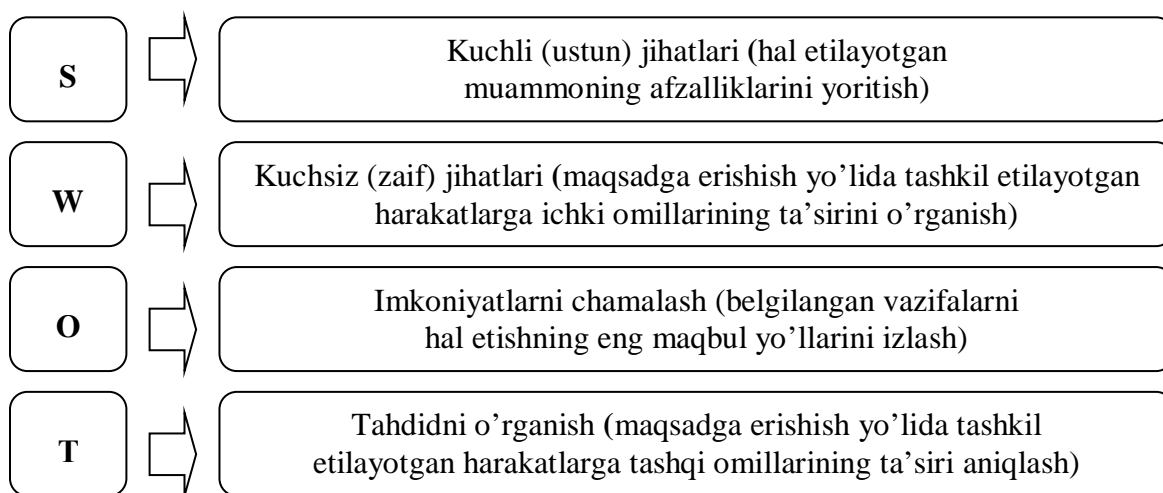 S
Kuchli (ustun) jihatlari (hal etilayotgan
muammoning afzalliklarini yoritish)
W
Kuchsiz (zaif) jihatlari (maqsadga erishish yo’lida tashkil etilayotgan
harakatlarga ichki omillarining ta’sirini o’rganish)
O
Imkoniyatlarni chamalash (belgilangan vazifalarni
hal etishning eng maqbul yo’llarini izlash)
T
Tahdidni o’rganish (maqsadga erishish yo’lida tashkil
etilayotgan harakatlarga tashqi omillarining ta’siri aniqlash)